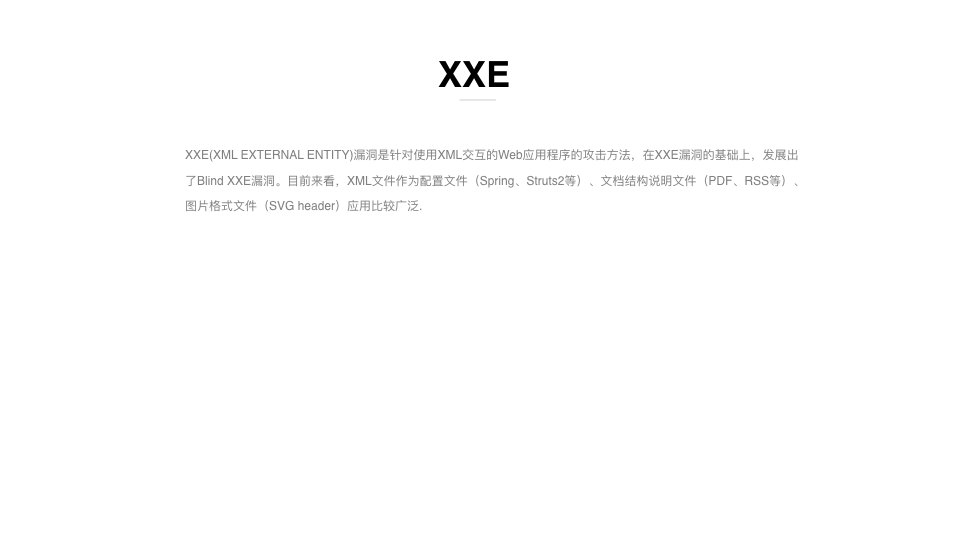 XXE
XXE(XML EXTERNAL ENTITY)漏洞是针对使用XML交互的Web应用程序的攻击方法，在XXE漏洞的基础上，发展出
了Blind XXE漏洞。目前来看，XML文件作为配置文件（Spring、Struts2等）、文档结构说明文件（PDF、RSS等）、
图片格式文件（SVG header）应用比较广泛.